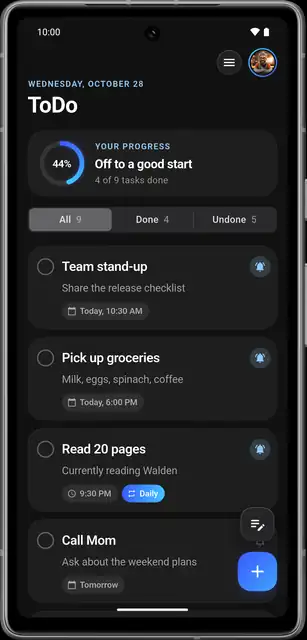 10:00
WEDNESDAY, OCTOBER 28
ToDo
YOUR PROGRESS
44%
Off to a good start
4 of 9 tasks done
All 9
Done 4
Undone 5
Team stand-up
Share the release checklist
Today, 10:30 AM
Pick up groceries
Milk, eggs, spinach, coffee
Today, 6:00 PM
Read 20 pages
Currently reading Walden
9:30 PM
Daily
Call Mom
Ask about the weekend plans
Tomorrow